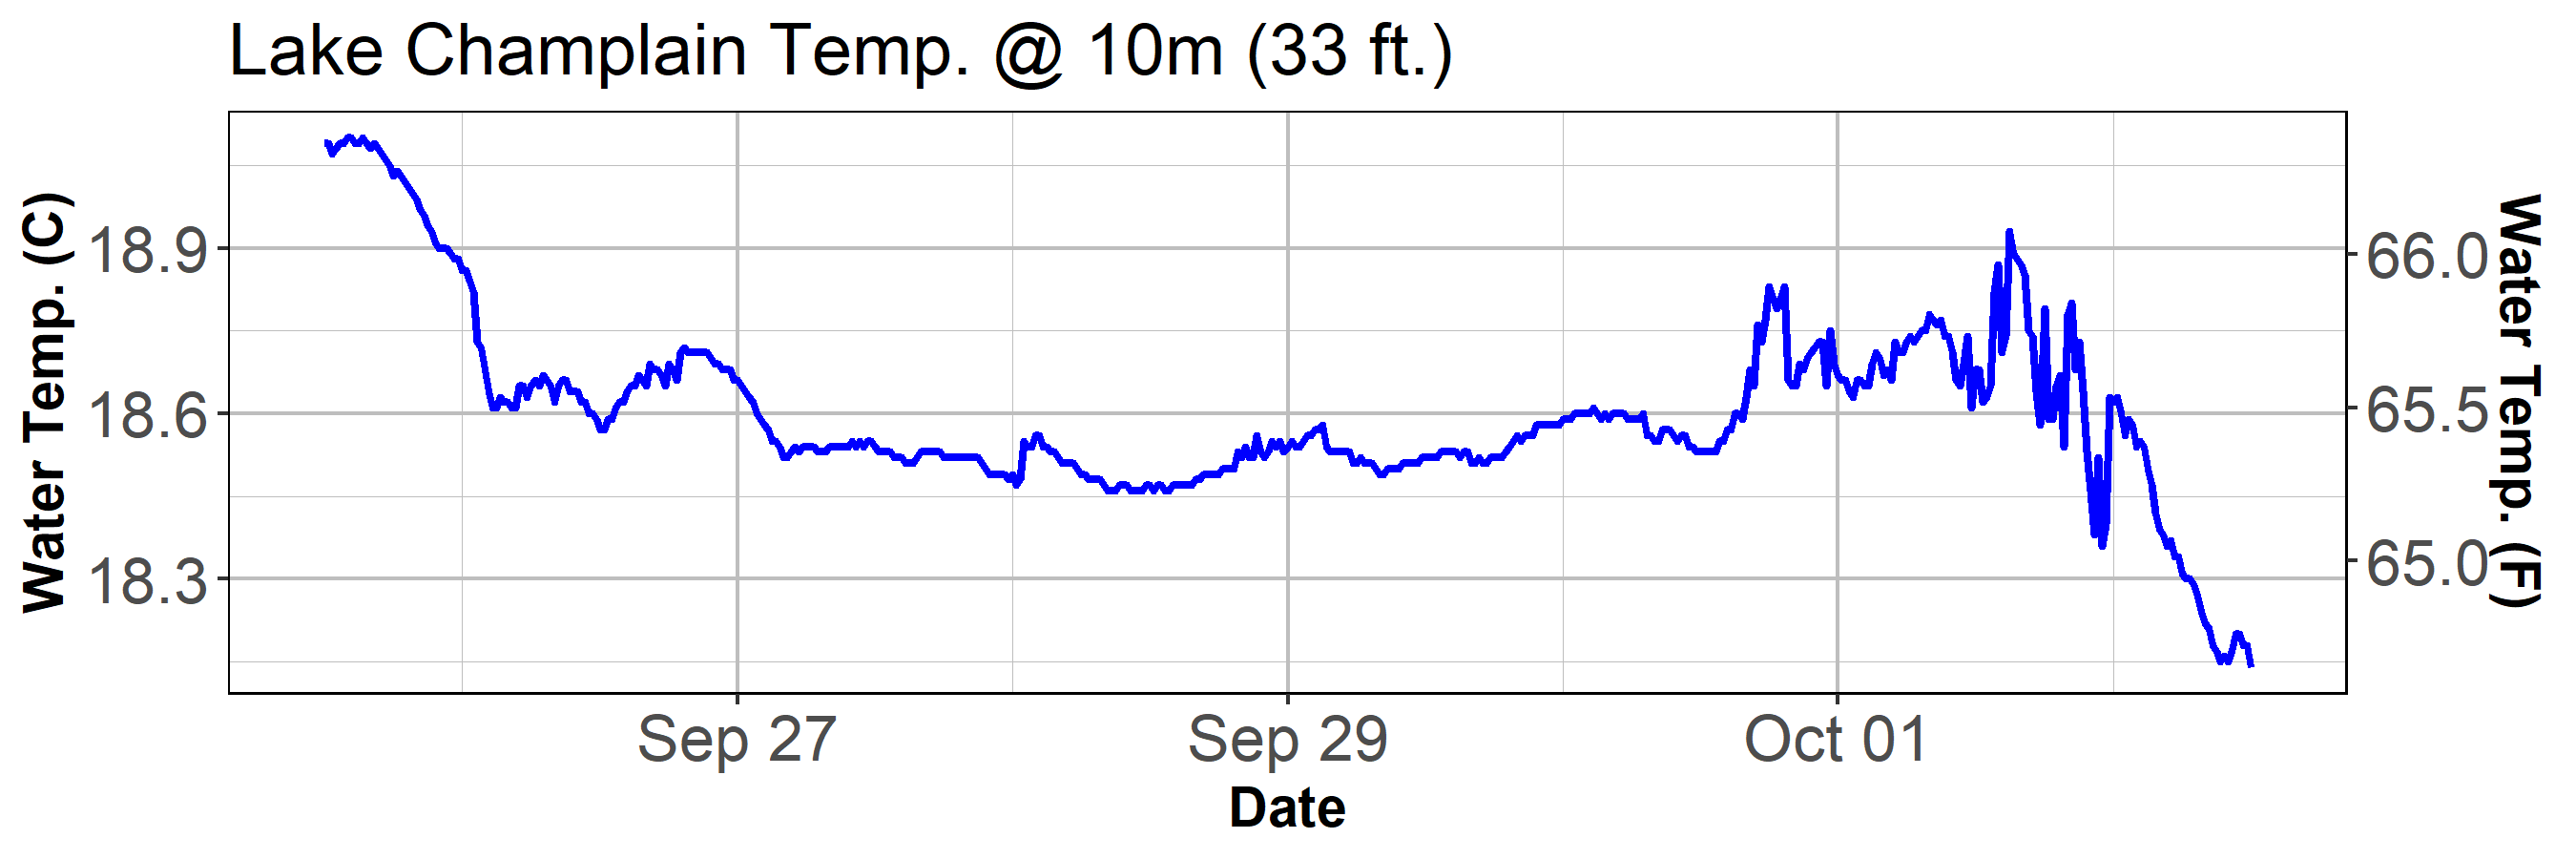 Lake Champlain Temp. @ 10m (33 ft.)
Water Temp. (C)
18.9
18.6
18.3
66.0
65.5
65.0
Water Temp. (F)
Sep 27
Sep 29
Oct 01
Date